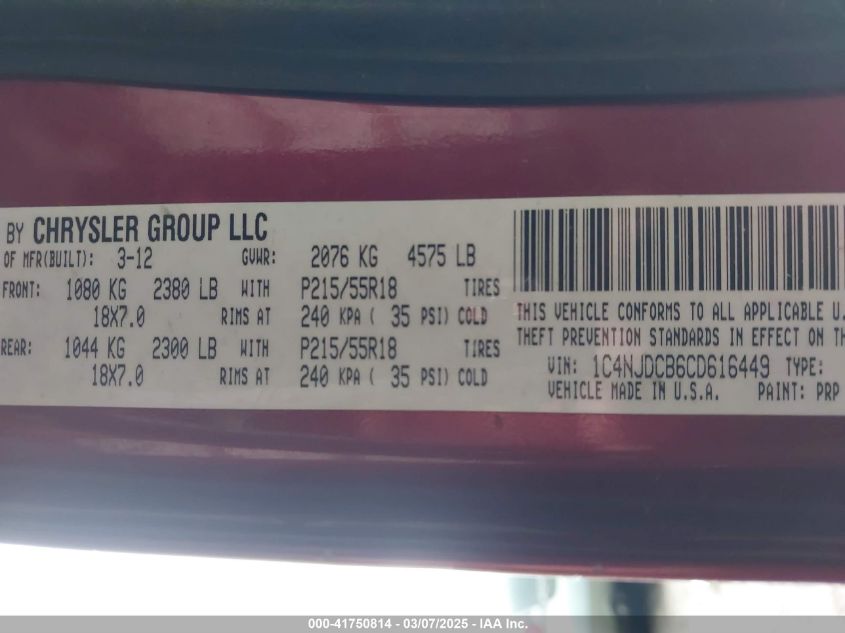 BY CHRYSLER GROUP LLC
OF MFR(BUILT): 3-12 GVWR: 2076 KG 4575 LB
FRONT: 1080 KG 2380 LB WITH P215/55R18 TIRES
18X7.0 RIMS AT 240 KPA ( 35 PSI) COLD
REAR: 1044 KG 2300 LB WITH P215/55R18 TIRES
18X7.0 RIMS AT 240 KPA ( 35 PSI) COLD
THIS VEHICLE CONFORMS TO ALL APPLICABLE U.
THEFT PREVENTION STANDARDS IN EFFECT ON TH
VIN: 1C4NJDCB6CD616449 TYPE:
VEHICLE MADE IN U.S.A. PAINT: PRP
000-41750814 - 03/07/2025 - IAA Inc.